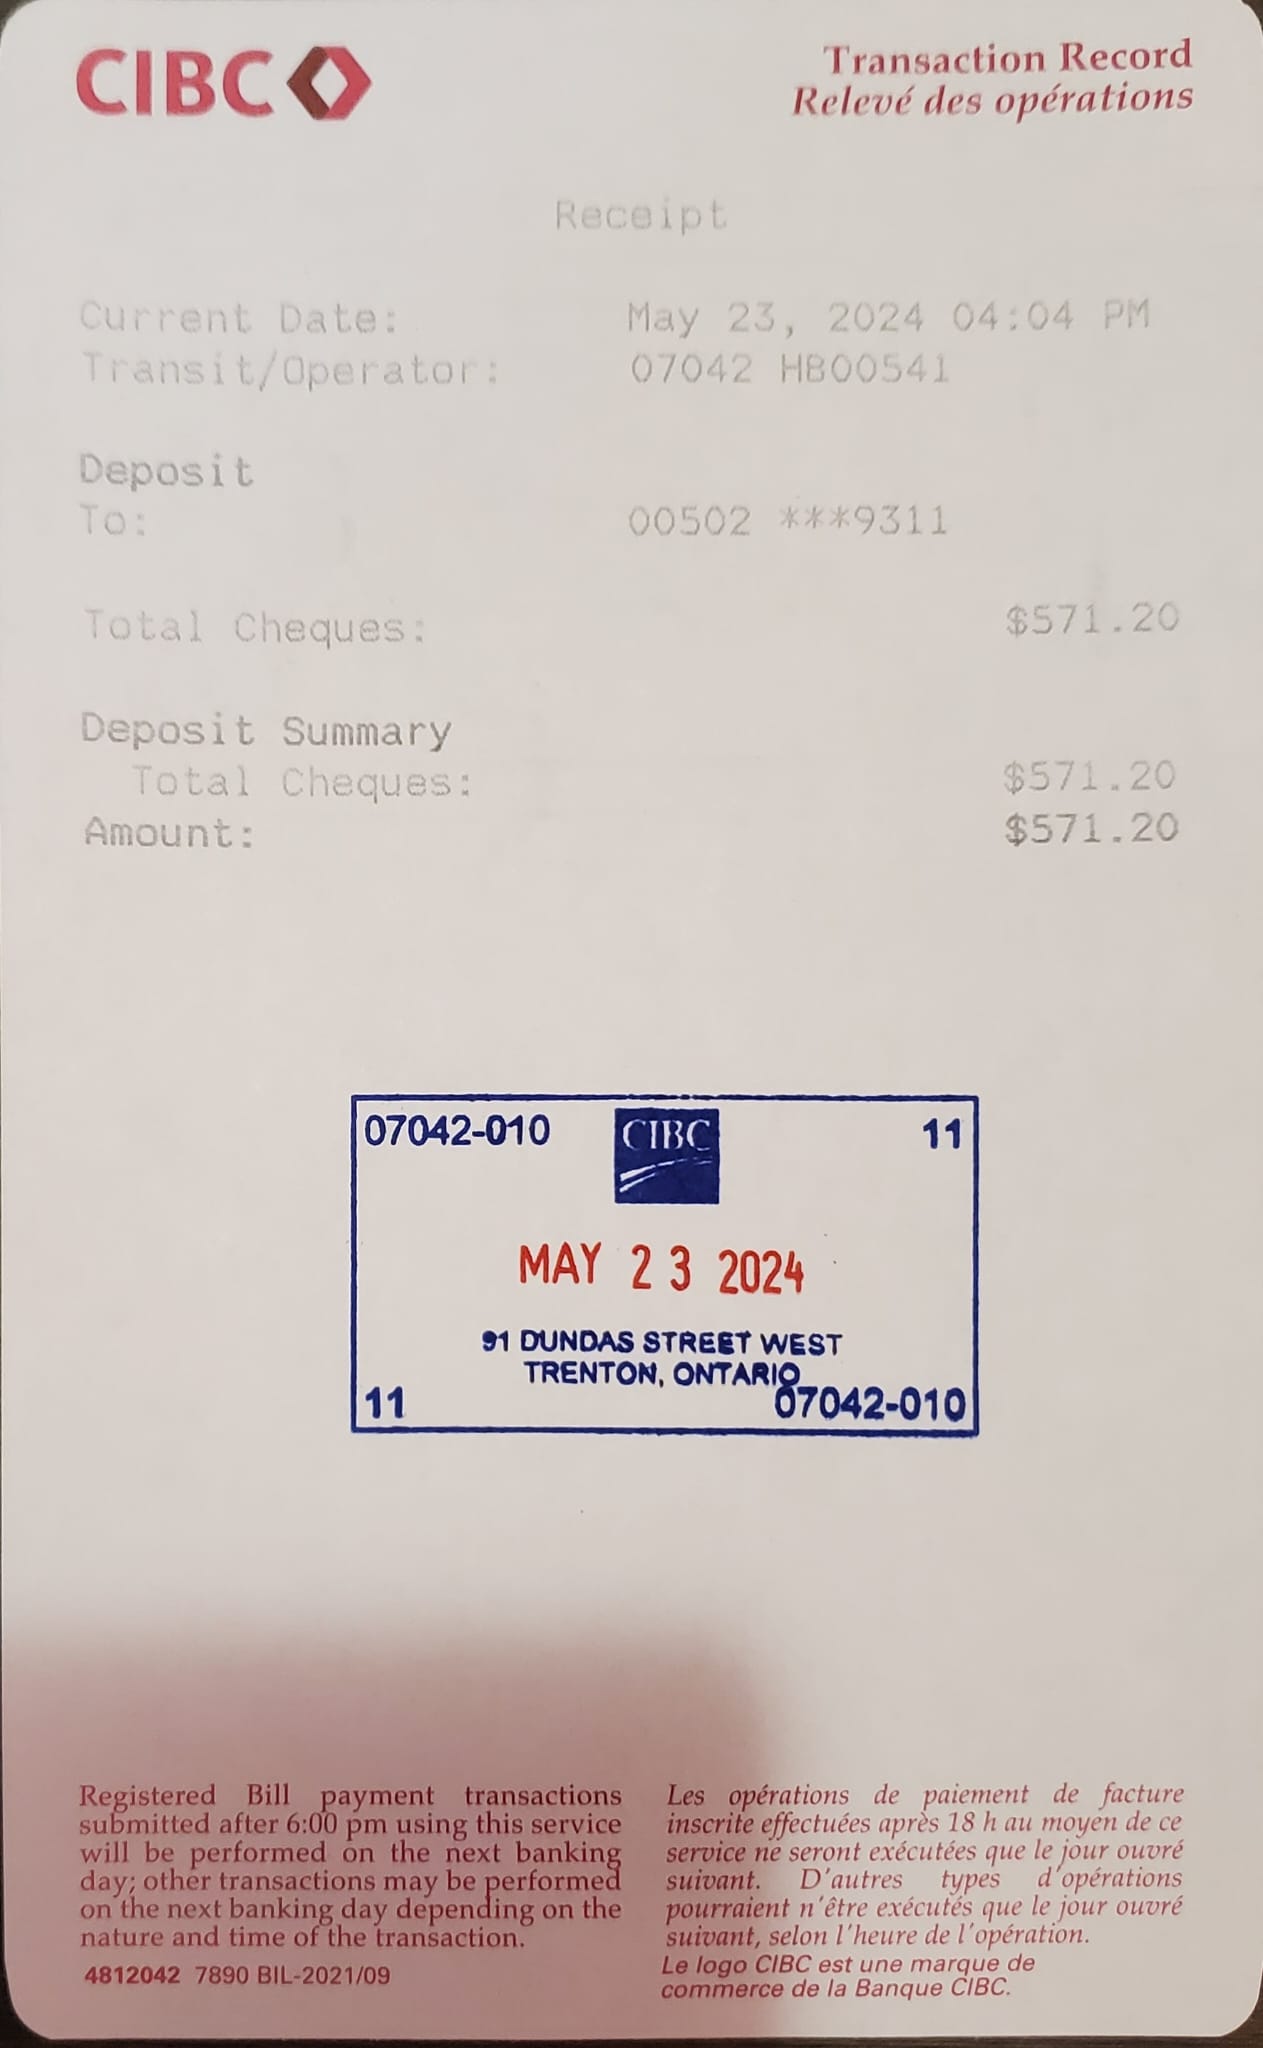 CIBC
Transaction Record
Relevé des opérations
Receipt
Current Date: May 23, 2024 04:04 PM
Transit/Operator: 07042 HB00541
Deposit
To: 00502 ***9311
Total Cheques: $571.20
Deposit Summary
Total Cheques: $571.20
Amount: $571.20
07042-010 CIBC 11
MAY 23 2024
91 DUNDAS STREET WEST
TRENTON, ONTARIO
11 07042-010
Registered Bill payment transactions
submitted after 6:00 pm using this service
will be performed on the next banking
day; other transactions may be performed
on the next banking day depending on the
nature and time of the transaction.
4812042 7890 BIL-2021/09
Les opérations de paiement de facture
inscrite effectuées après 18 h au moyen de ce
service ne seront exécutées que le jour ouvré
suivant. D'autres types d'opérations
pourraient n'être exécutés que le jour ouvré
suivant, selon l'heure de l'opération.
Le logo CIBC est une marque de
commerce de la Banque CIBC.